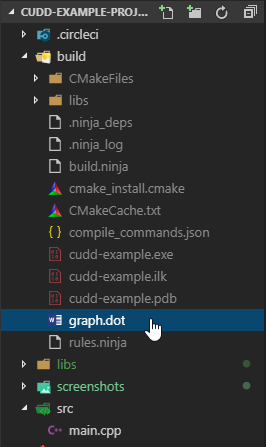 CUDD-EXAMPLE-PROJ...
.circleci
build
CMakeFiles
libs
.ninja_deps
.ninja_log
build.ninja
cmake_install.cmake
CMakeCache.txt
compile_commands.json
cudd-example.exe
cudd-example.ilk
cudd-example.pdb
graph.dot
rules.ninja
libs
screenshots
src
main.cpp